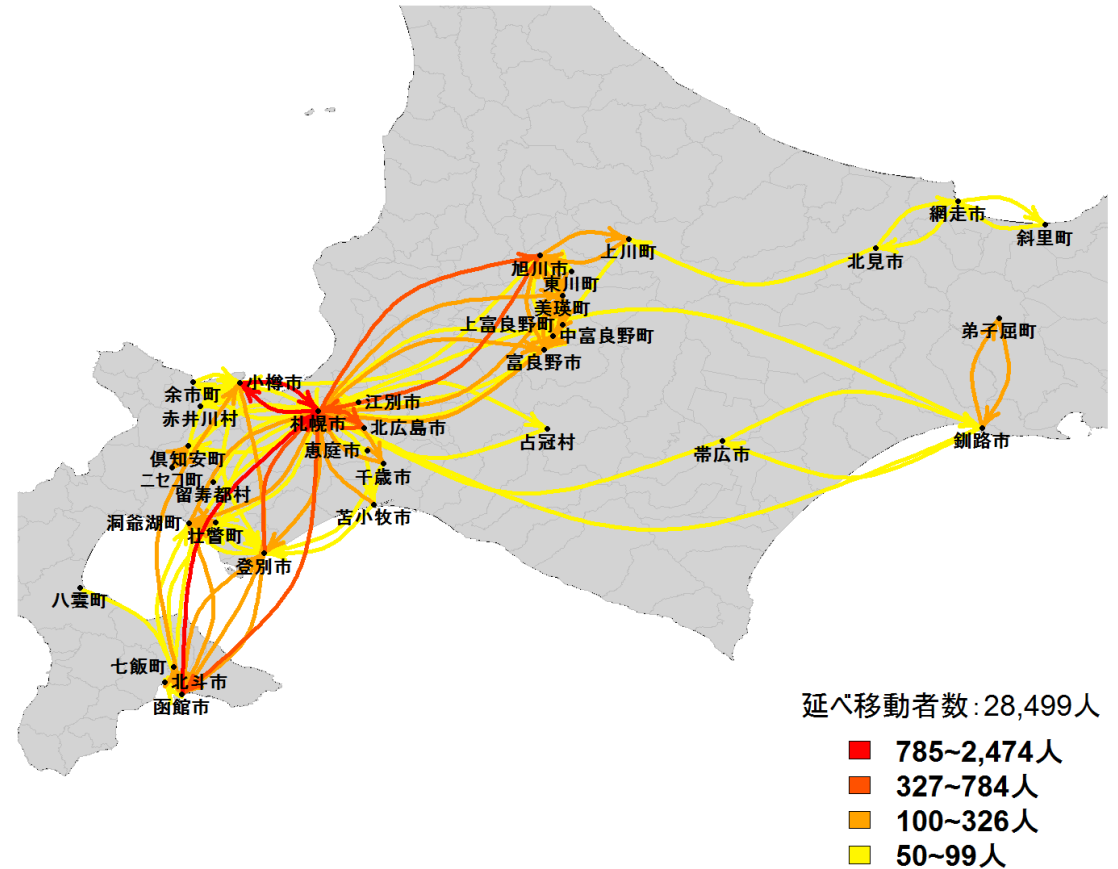 網走市
斜里町
上川町
北見市
旭川市
東川町
美瑛町
上富良野町
中富良野町
弟子屈町
富良野市
小樽市
余市町
赤井川村
江別市
札幌市
北広島市
占冠村
釧路市
恵庭市
帯広市
倶知安町
千歳市
ニセコ町
留寿都村
苫小牧市
洞爺湖町
壮瞥町
登別市
八雲町
七飯町
北斗市
函館市
延べ移動者数:28,499人
785~2,474人
327~784人
100~326人
50~99人